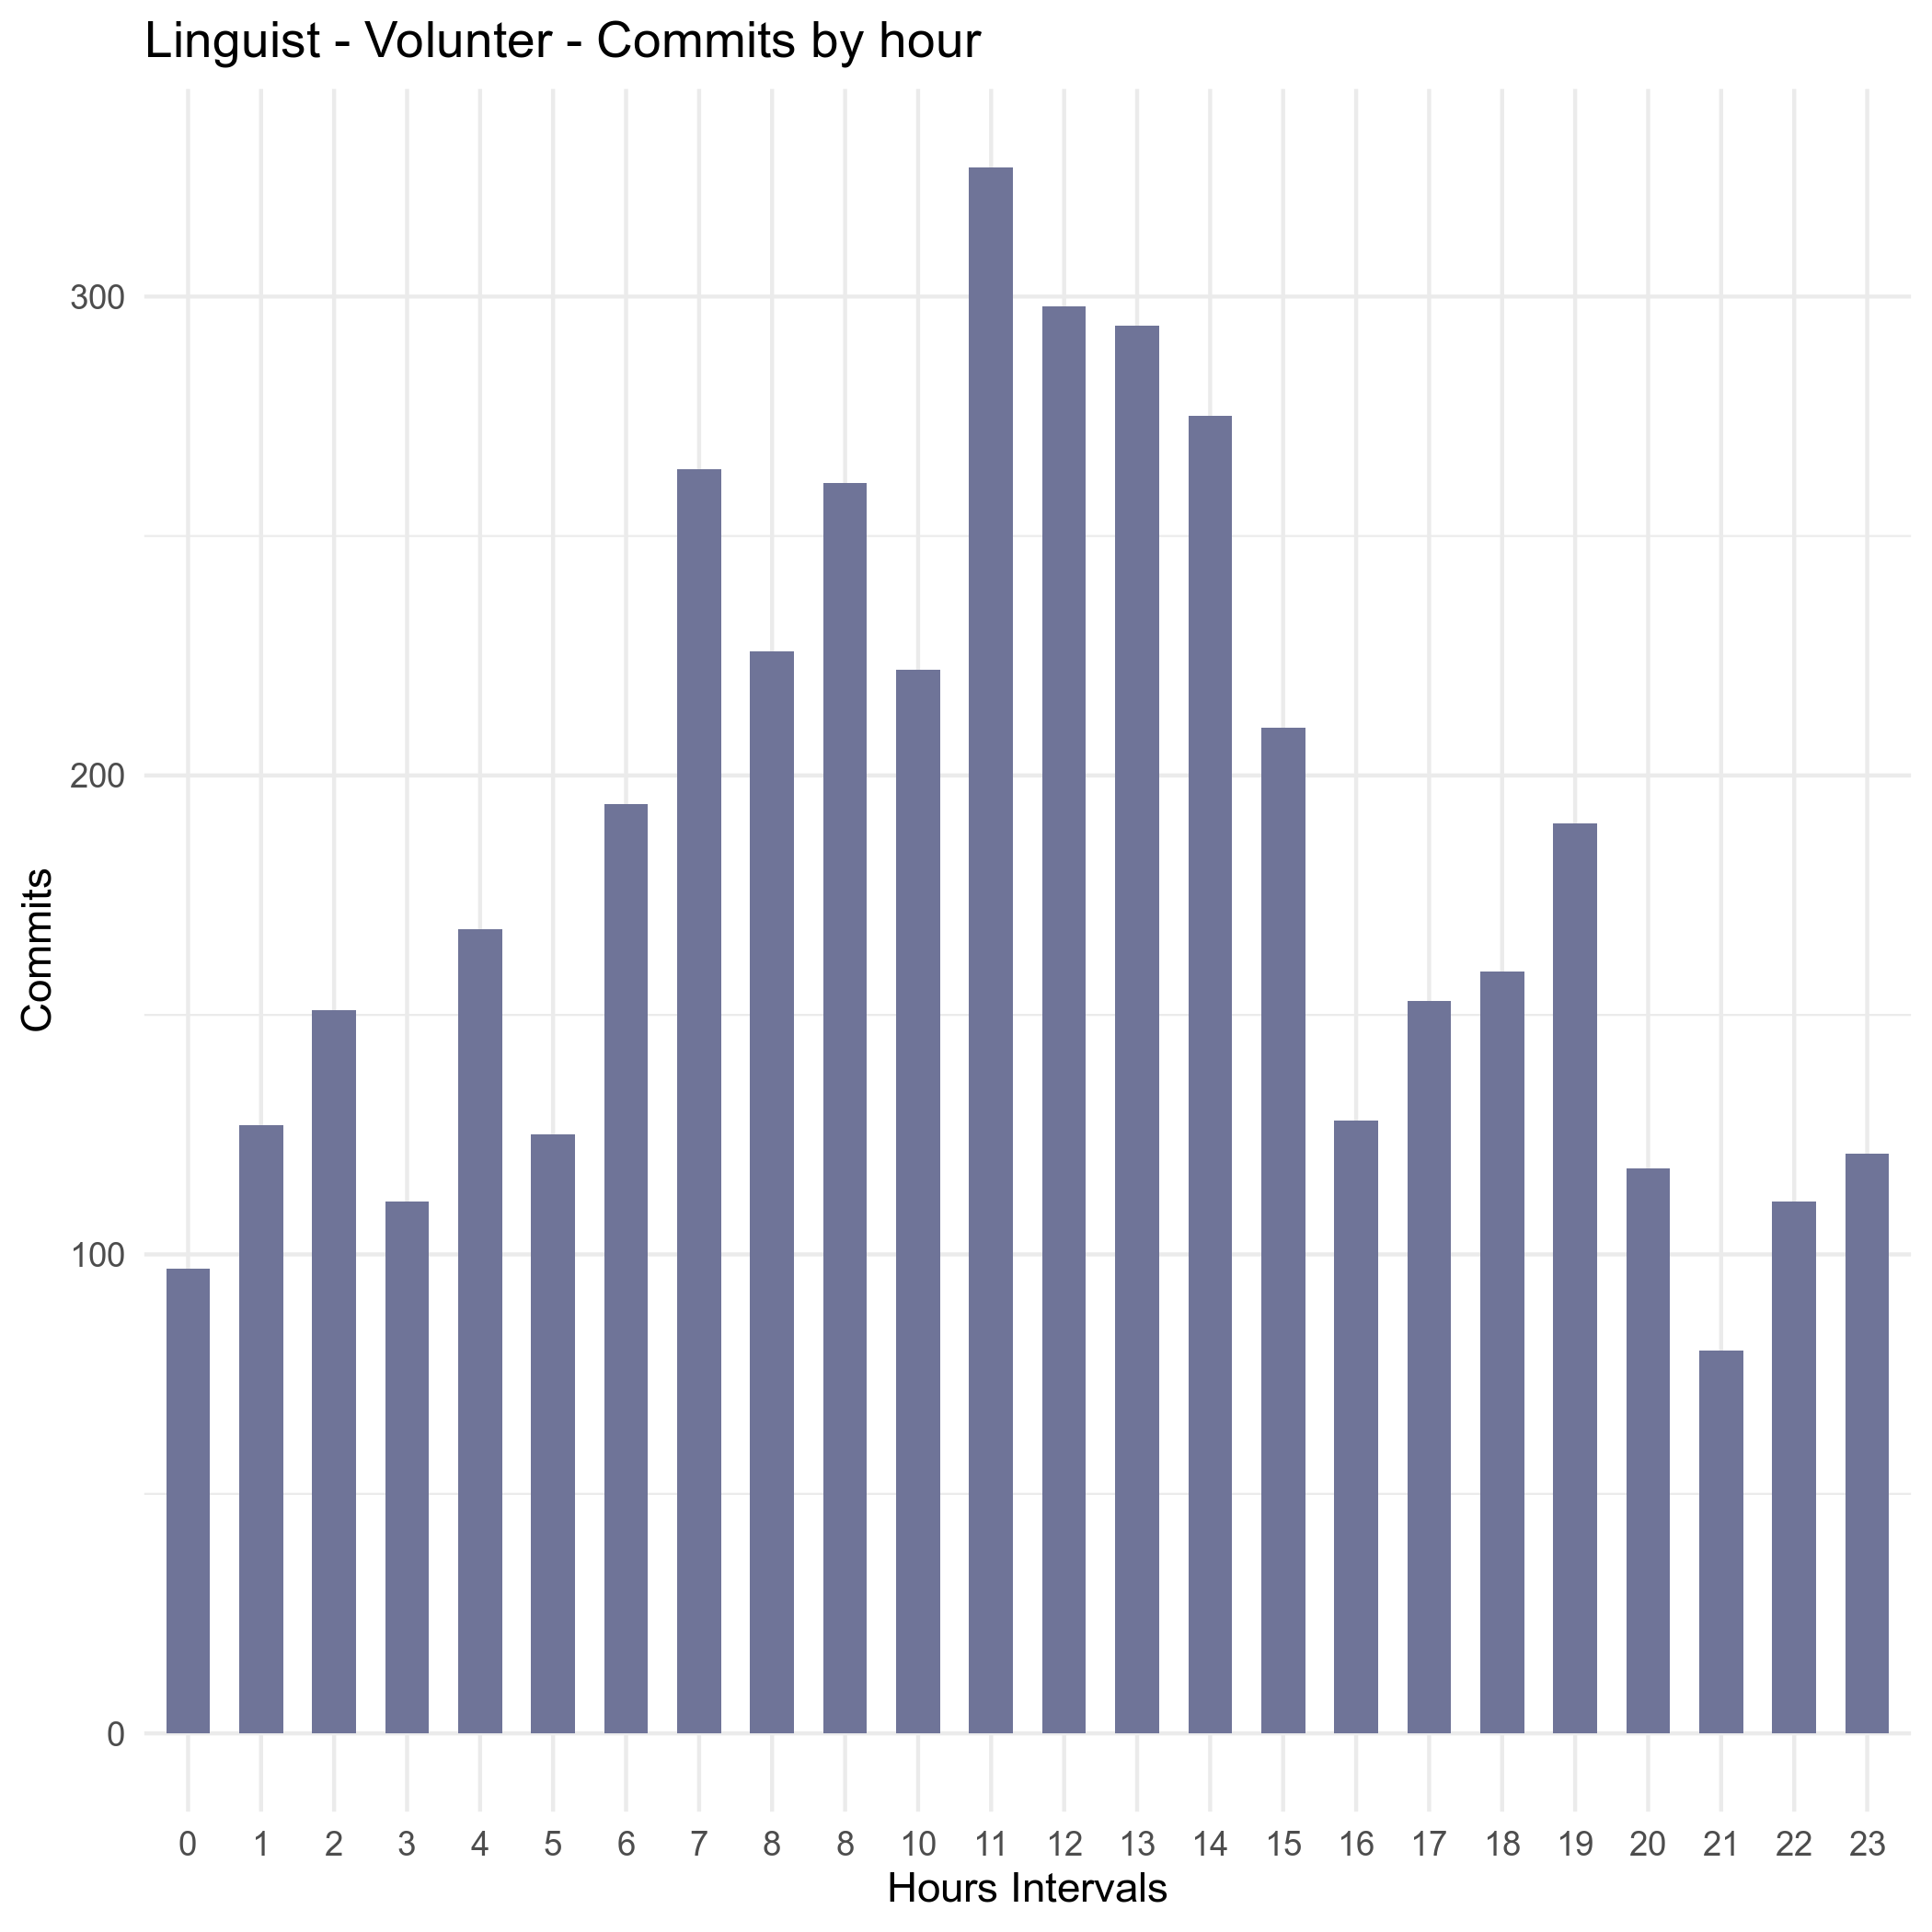 Linguist - Volunter - Commits by hour
300
200
100
0
Commits
0 1 2 3 4 5 6 7 8 8 10 11 12 13 14 15 16 17 18 19 20 21 22 23
Hours Intervals